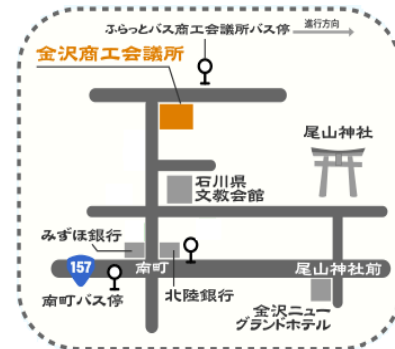 ふらっとバス商工会議所バス停
進行方向
金沢商工会議所
尾山神社
石川県
文教会館
みずほ銀行
157
南町
尾山神社前
南町バス停
北陸銀行
金沢ニュー
グランドホテル